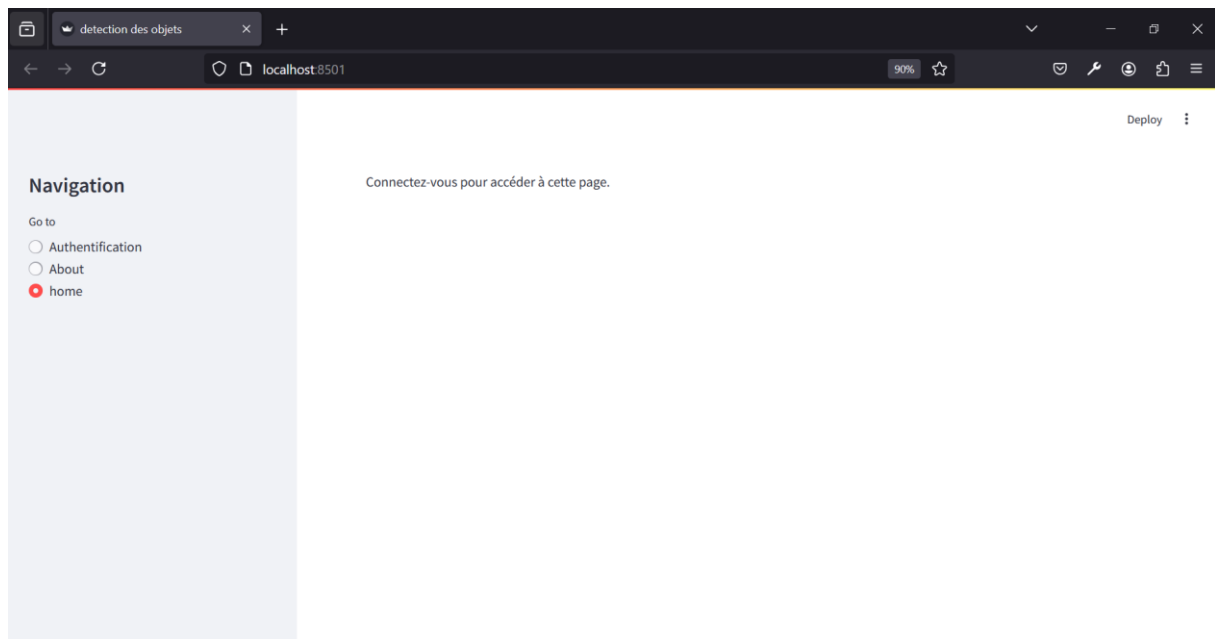 detection des objets
localhost:8501
90%
Deploy
Navigation
Go to
Authentification
About
home
Connectez-vous pour accéder à cette page.